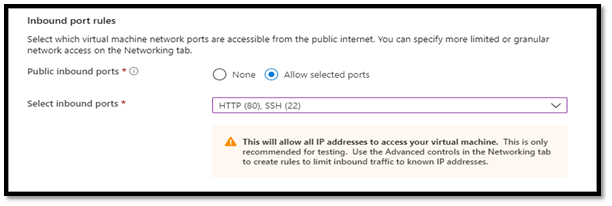 Inbound port rules
Select which virtual machine network ports are accessible from the public internet. You can specify more limited or granular
network access on the Networking tab.
Public inbound ports *
None
Allow selected ports
Select inbound ports *
HTTP (80), SSH (22)
This will allow all IP addresses to access your virtual machine. This is only
recommended for testing. Use the Advanced controls in the Networking tab
to create rules to limit inbound traffic to known IP addresses.